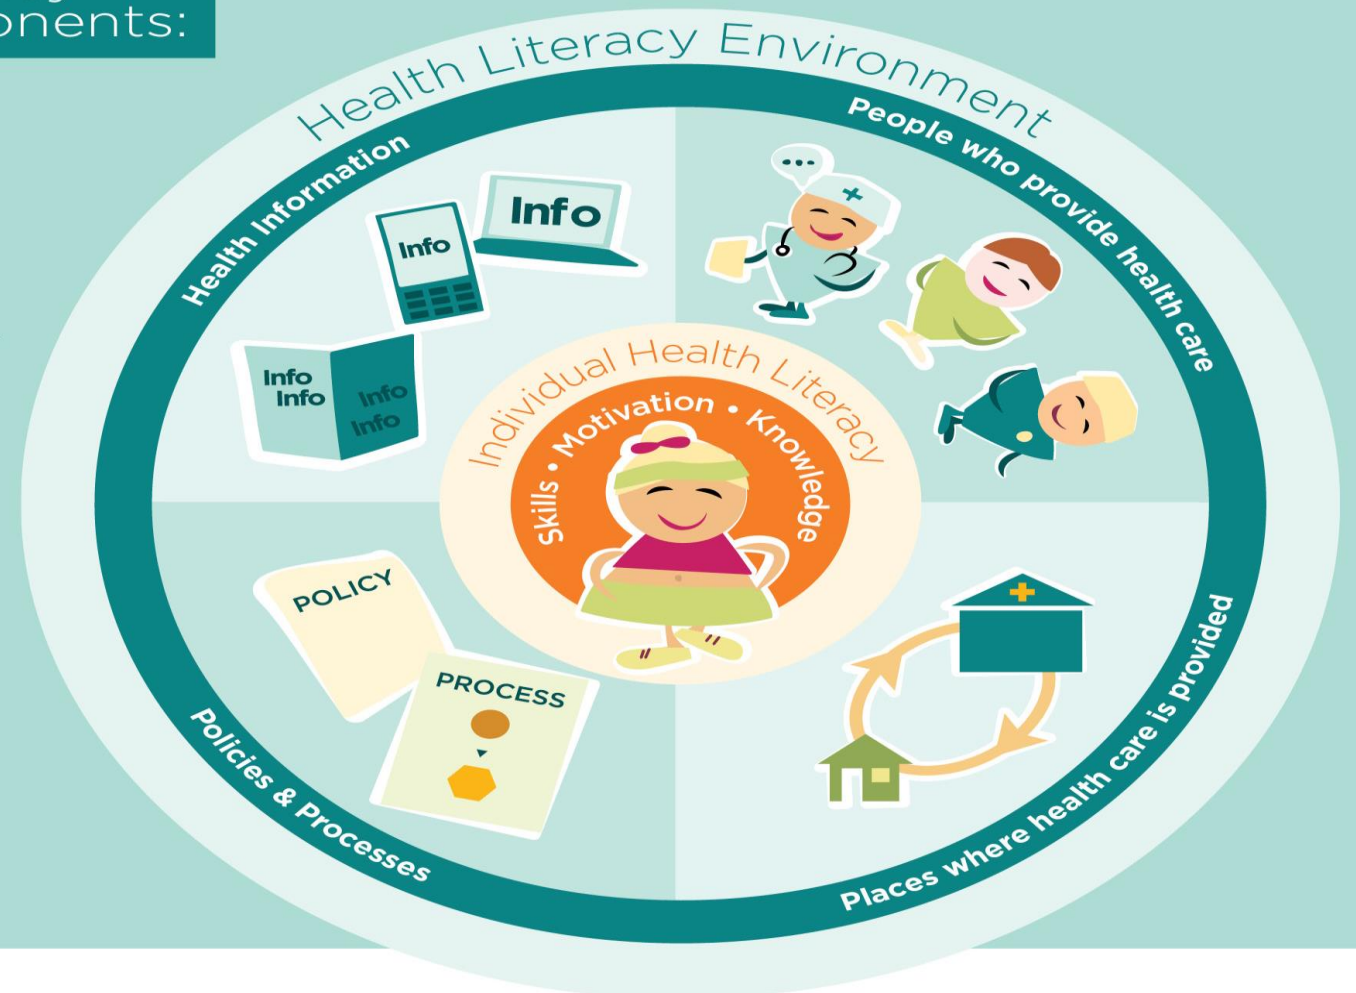 onents:
Health Literacy Environment
Health Information
People who provide health care
Info
Info
Info
Info
Info
Info
Individual Health Literacy
Skills • Motivation • Knowledge
POLICY
PROCESS
Policies & Processes
Places where health care is provided